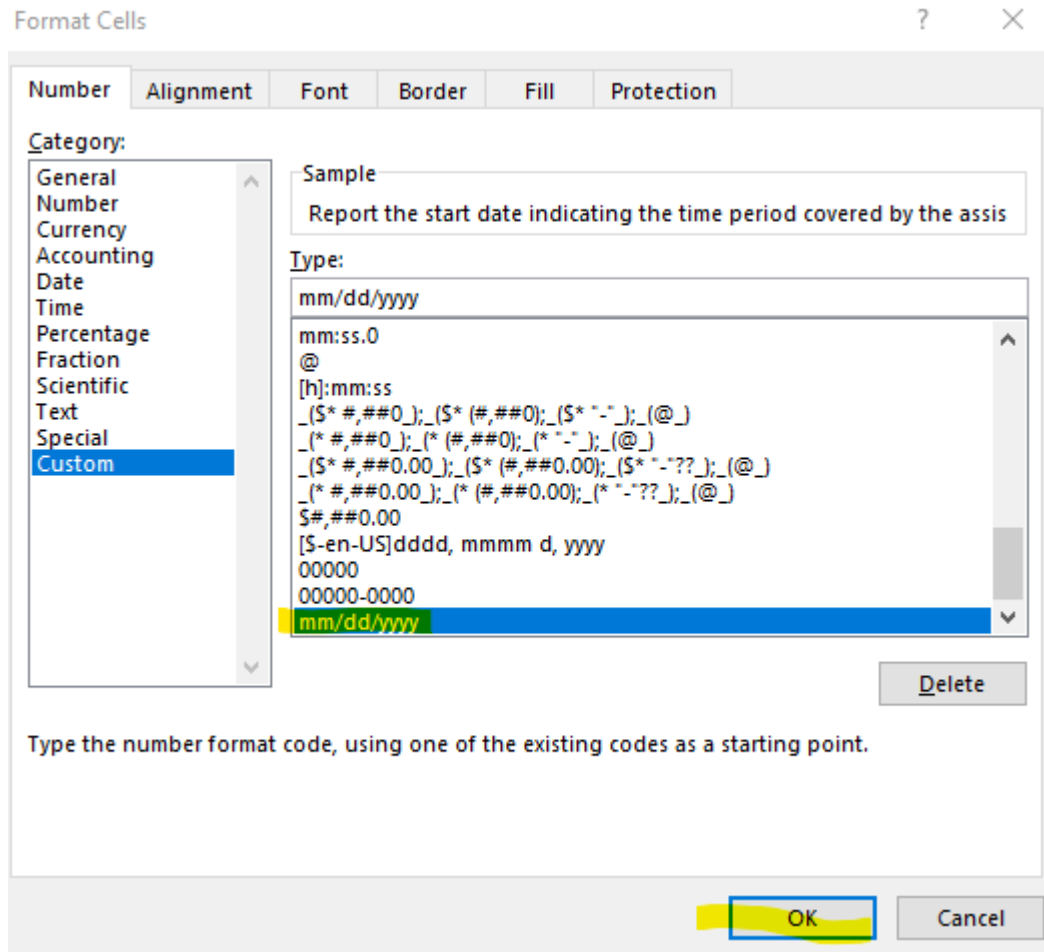 Format Cells ? ×
Number Alignment Font Border Fill Protection
Category:
General
Number
Currency
Accounting
Date
Time
Percentage
Fraction
Scientific
Text
Special
Custom
Sample
Report the start date indicating the time period covered by the assis
Type:
mm/dd/yyyy
mm:ss.0
@
[h]:mm:ss
_($* #,##0_);_($* (#,##0);_($* "-"_);_(@_)
_(* #,##0_);_(* (#,##0);_(* "-"_);_(@_)
_($* #,##0.00_);_($* (#,##0.00);_($* "-"??_);_(@_)
_(* #,##0.00_);_(* (#,##0.00);_(* "-"??_);_(@_)
$#,##0.00
[$-en-US]dddd, mmmm d, yyyy
00000
00000-0000
mm/dd/yyyy
Delete
Type the number format code, using one of the existing codes as a starting point.
OK Cancel